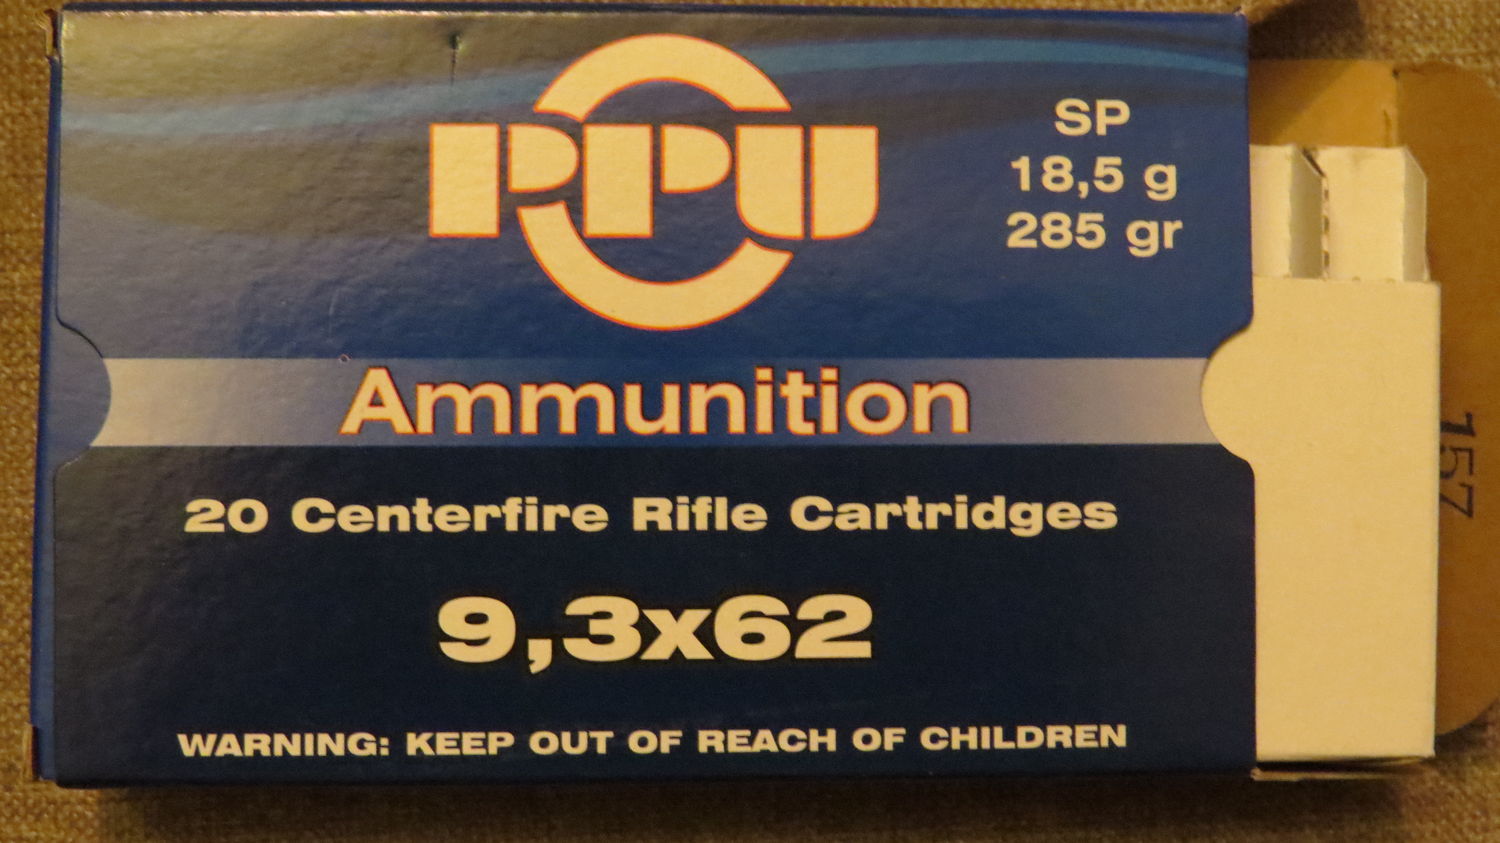 PPU
SP
18,5 g
285 gr
Ammunition
20 Centerfire Rifle Cartridges
9,3x62
WARNING: KEEP OUT OF REACH OF CHILDREN
157